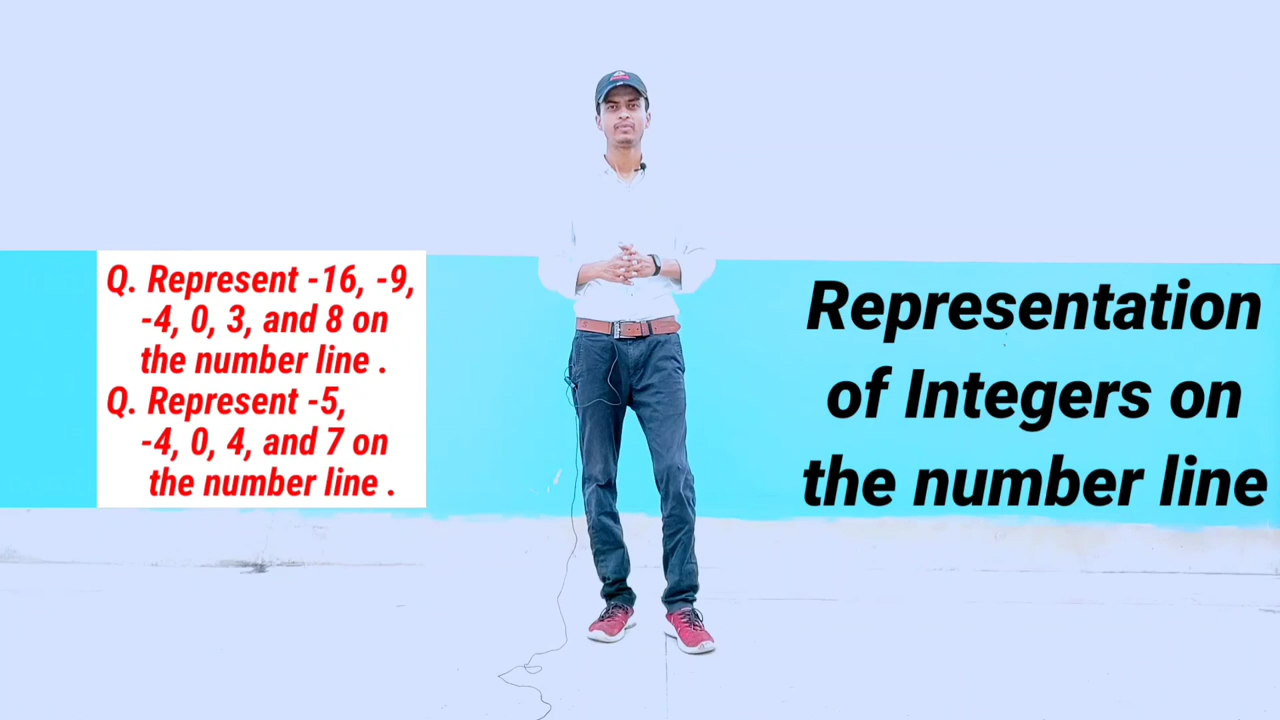 Q. Represent -16, -9,
-4, 0, 3, and 8 on
the number line .
Q. Represent -5,
-4, 0, 4, and 7 on
the number line .
Representation
of Integers on
the number line